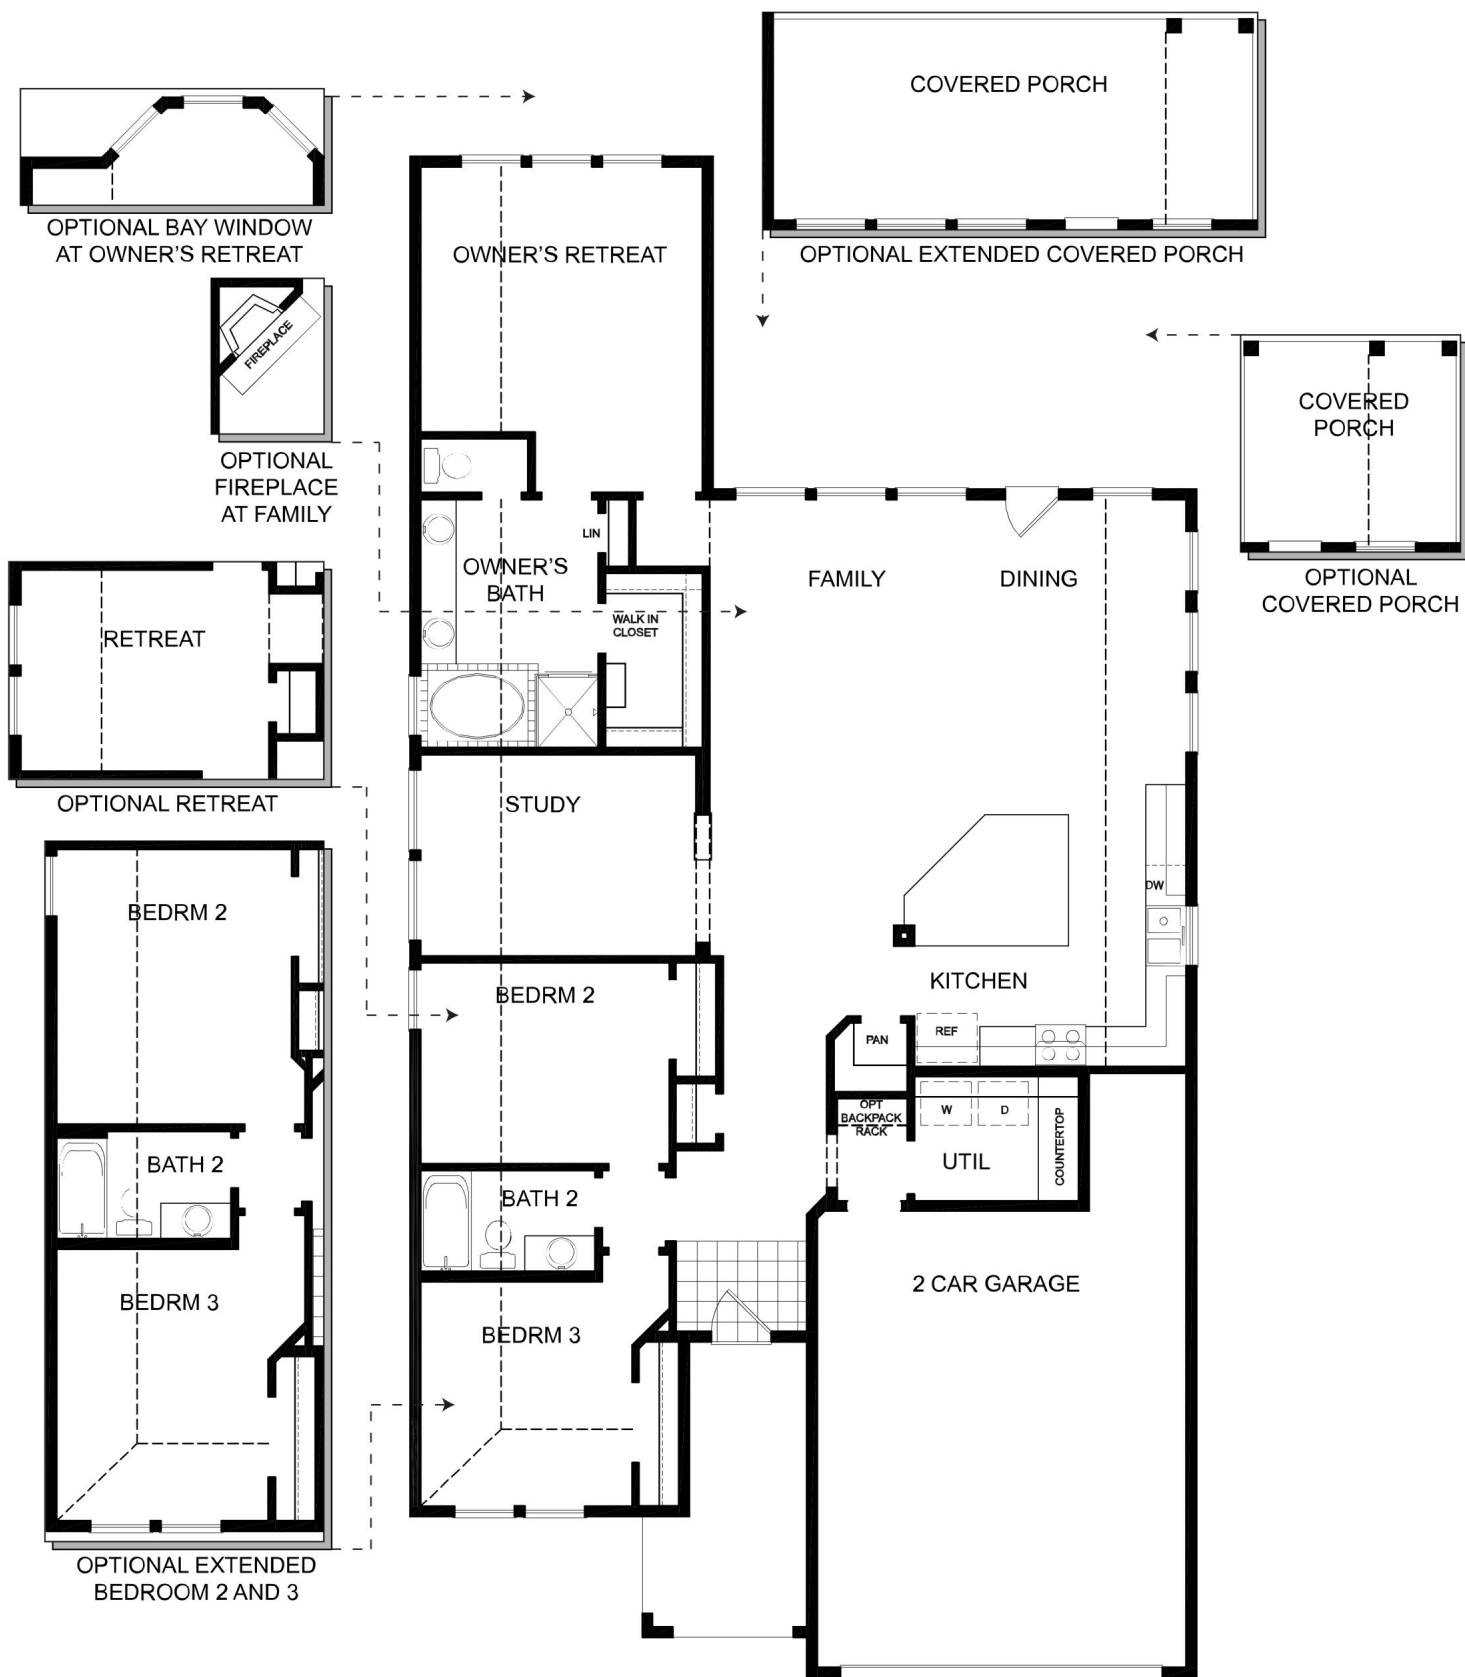 COVERED PORCH
OPTIONAL EXTENDED COVERED PORCH
OPTIONAL BAY WINDOW
AT OWNER'S RETREAT
OWNER'S RETREAT
FIREPLACE
OPTIONAL
FIREPLACE
AT FAMILY
COVERED
PORCH
OPTIONAL
COVERED PORCH
LIN
OWNER'S
BATH
WALK IN
CLOSET
FAMILY
DINING
RETREAT
OPTIONAL RETREAT
STUDY
DW
KITCHEN
BEDRM 2
PAN
REF
OPT
BACKPACK
RACK
W
D
COUNTERTOP
UTIL
BATH 2
2 CAR GARAGE
BEDRM 3
BEDRM 2
BATH 2
BEDRM 3
OPTIONAL EXTENDED
BEDROOM 2 AND 3